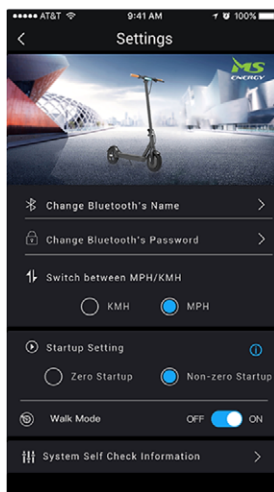 AT&T 9:41 AM 100%
Settings
MS
ENERGY
Change Bluetooth's Name
Change Bluetooth's Password
Switch between MPH/KMH
KMH MPH
Startup Setting
Zero Startup Non-zero Startup
Walk Mode OFF ON
System Self Check Information